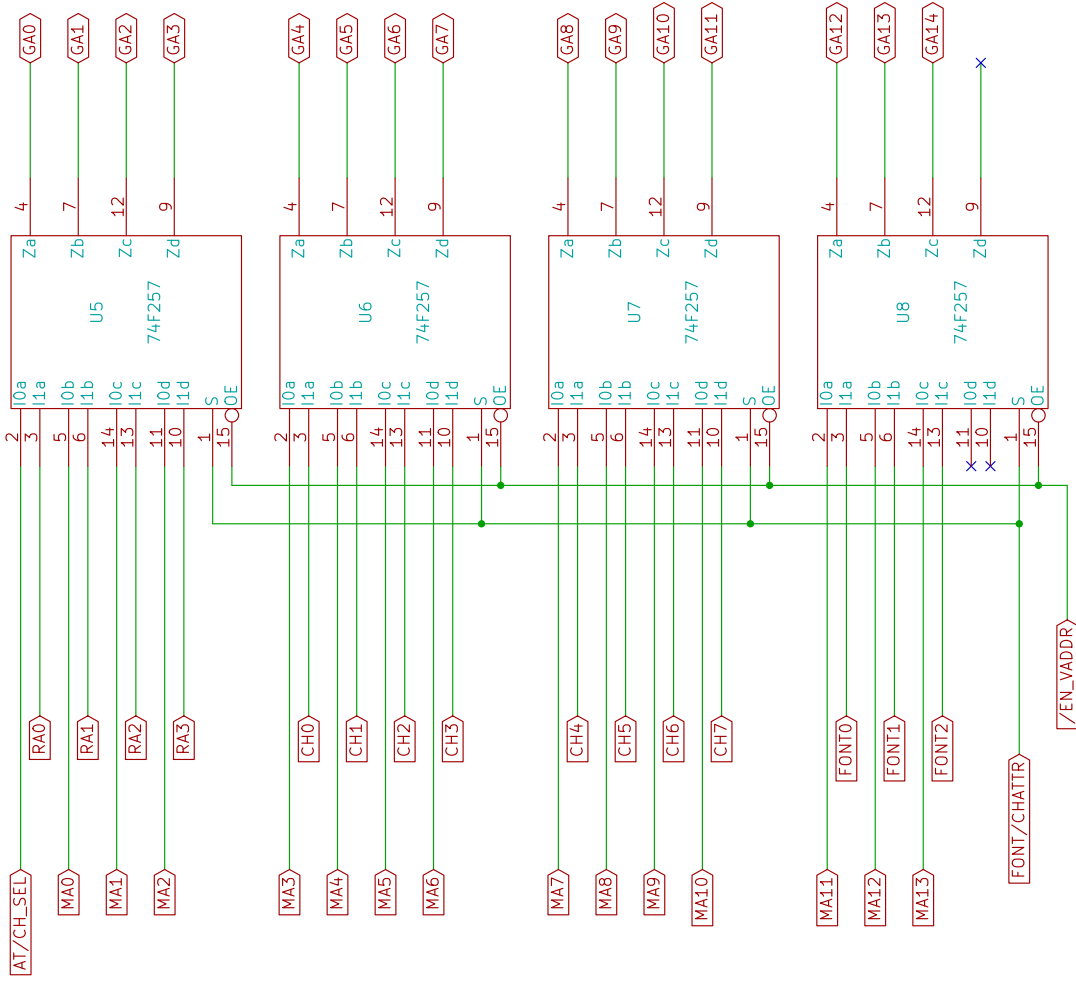 GA0
GA1
GA2
GA3
GA4
GA5
GA6
GA7
GA8
GA9
GA10
GA11
GA12
GA13
GA14
4
7
12
9
4
7
12
9
4
7
12
9
4
7
12
9
Za
Zb
Zc
Zd
Za
Zb
Zc
Zd
Za
Zb
Zc
Zd
Za
Zb
Zc
Zd
U5
74F257
U6
74F257
U7
74F257
U8
74F257
I0a
I1a
I0b
I1b
I0c
I1c
I0d
I1d
S
OE
I0a
I1a
I0b
I1b
I0c
I1c
I0d
I1d
S
OE
I0a
I1a
I0b
I1b
I0c
I1c
I0d
I1d
S
OE
I0a
I1a
I0b
I1b
I0c
I1c
I0d
I1d
S
OE
2
3
5
6
14
13
11
10
1
15
2
3
5
6
14
13
11
10
1
15
2
3
5
6
14
13
11
10
1
15
2
3
5
6
14
13
11
10
1
15
/EN_VADDR
RA0
RA1
RA2
RA3
CH0
CH1
CH2
CH3
CH4
CH5
CH6
CH7
FONT0
FONT1
FONT2
FONT/CHATTR
AT/CH_SEL
MA0
MA1
MA2
MA3
MA4
MA5
MA6
MA7
MA8
MA9
MA10
MA11
MA12
MA13